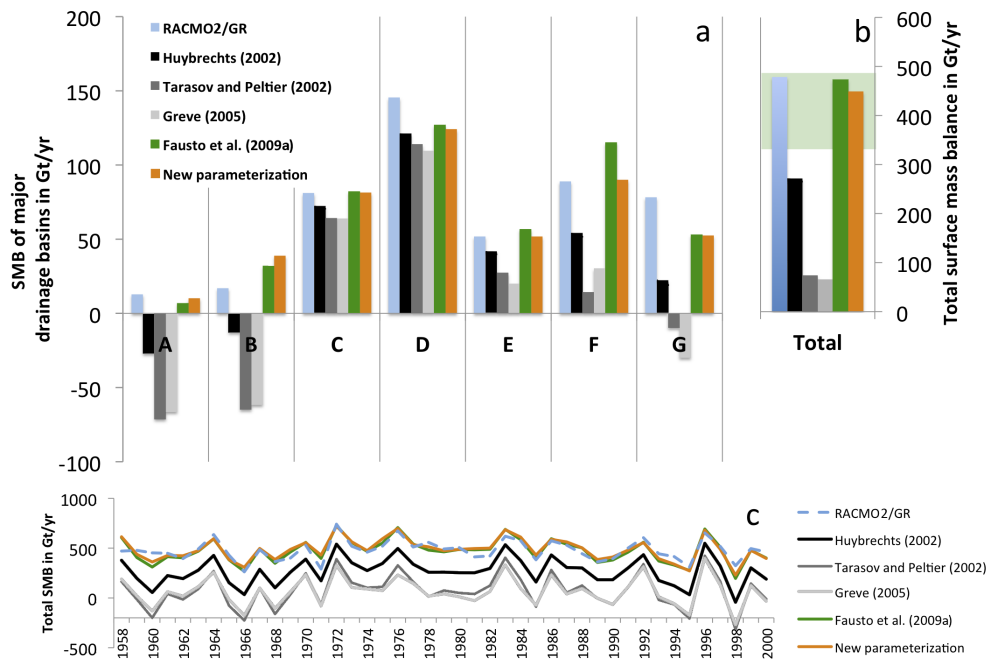 a
SMB of major
drainage basins in Gt/yr
200
150
100
50
0
-50
-100
RACMO2/GR
Huybrechts (2002)
Tarasov and Peltier (2002)
Greve (2005)
Fausto et al. (2009a)
New parameterization
A
B
C
D
E
F
G
b
600
500
400
300
200
100
0
Total surface mass balance in Gt/yr
Total
c
Total SMB in Gt/yr
1000
500
0
-500
1958
1960
1962
1964
1966
1968
1970
1972
1974
1976
1978
1980
1982
1984
1986
1988
1990
1992
1994
1996
1998
2000
RACMO2/GR
Huybrechts (2002)
Tarasov and Peltier (2002)
Greve (2005)
Fausto et al. (2009a)
New parameterization